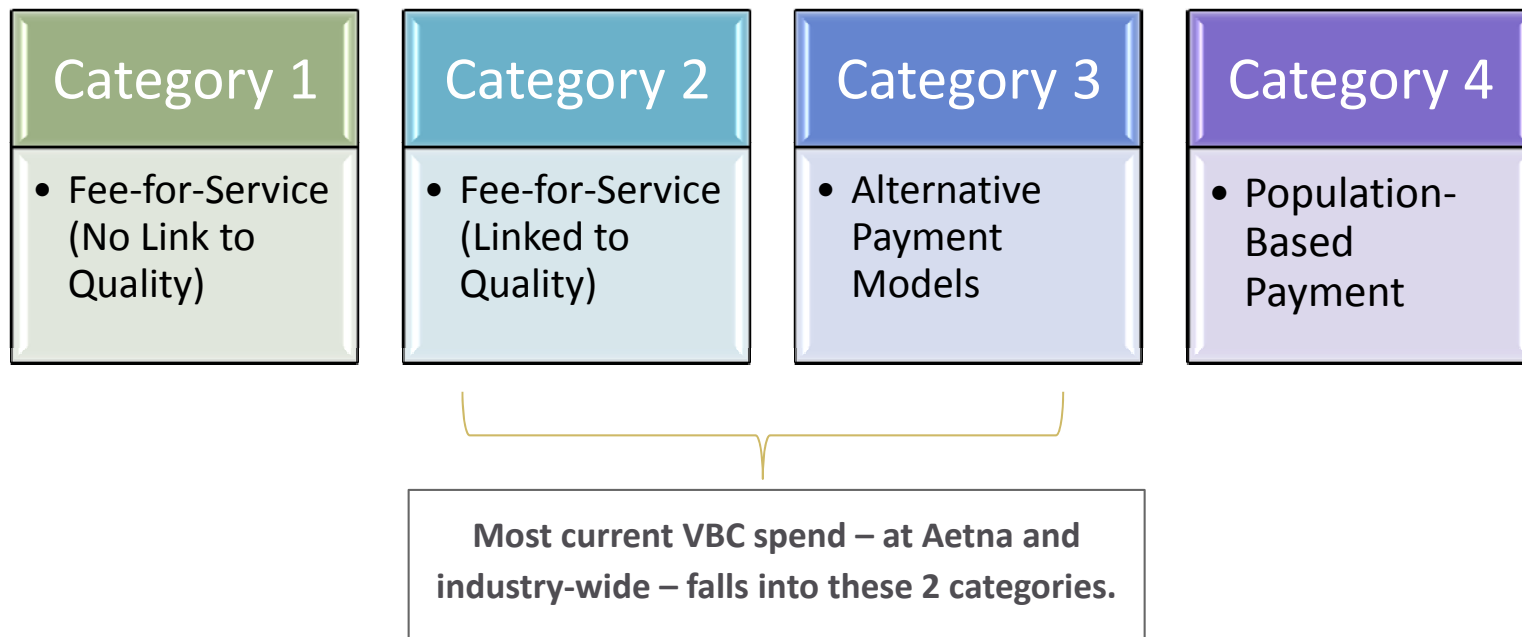 Category 1
• Fee-for-Service
(No Link to
Quality)
Category 2
• Fee-for-Service
(Linked to
Quality)
Category 3
• Alternative
Payment
Models
Category 4
• Population-
Based
Payment
Most current VBC spend – at Aetna and
industry-wide – falls into these 2 categories.